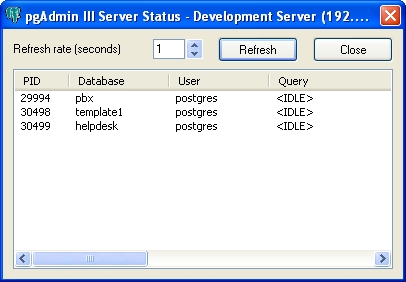 pgAdmin III Server Status - Development Server (192....
Refresh rate (seconds) 1 Refresh Close
PID Database User Query
29994 pbx postgres <IDLE>
30498 template1 postgres <IDLE>
30499 helpdesk postgres <IDLE>